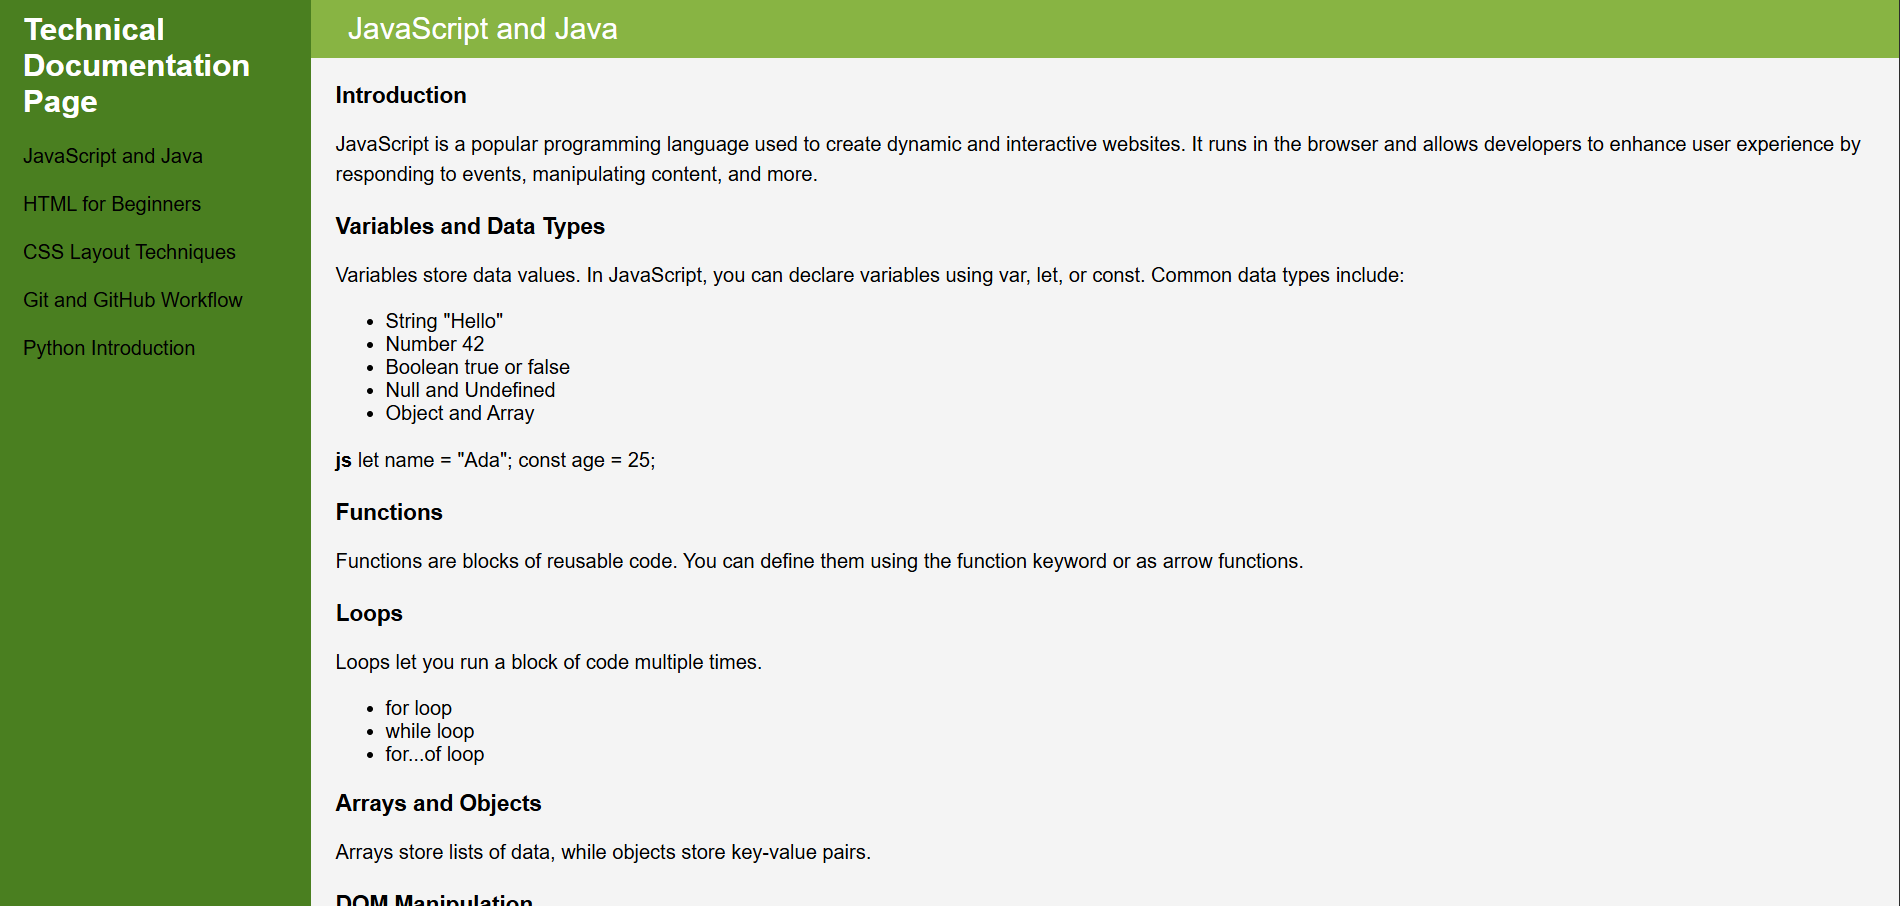 Technical
Documentation
Page
JavaScript and Java
HTML for Beginners
CSS Layout Techniques
Git and GitHub Workflow
Python Introduction
JavaScript and Java
Introduction
JavaScript is a popular programming language used to create dynamic and interactive websites. It runs in the browser and allows developers to enhance user experience by
responding to events, manipulating content, and more.
Variables and Data Types
Variables store data values. In JavaScript, you can declare variables using var, let, or const. Common data types include:
String "Hello"
Number 42
Boolean true or false
Null and Undefined
Object and Array
js let name = "Ada"; const age = 25;
Functions
Functions are blocks of reusable code. You can define them using the function keyword or as arrow functions.
Loops
Loops let you run a block of code multiple times.
for loop
while loop
for...of loop
Arrays and Objects
Arrays store lists of data, while objects store key-value pairs.
DOM Manipulation